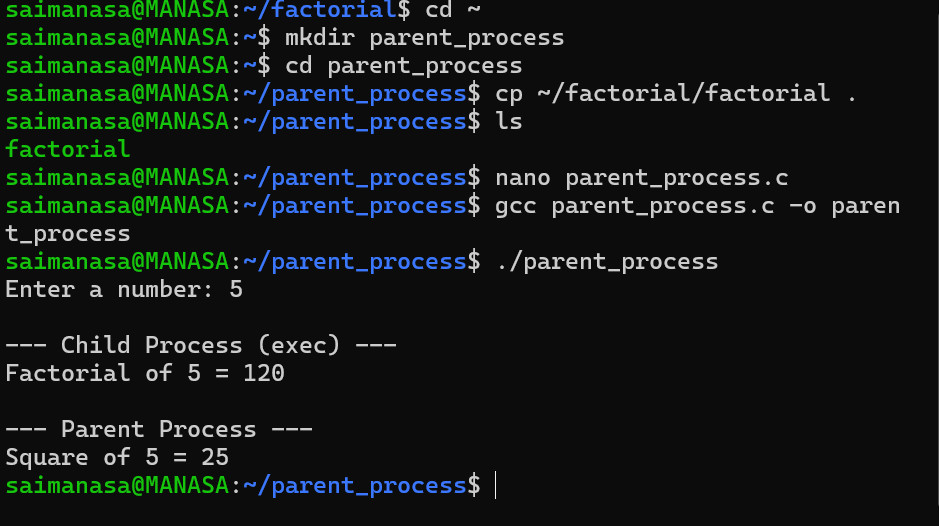 saimanasa@MANASA:~/factorial$ cd ~
saimanasa@MANASA:~$ mkdir parent_process
saimanasa@MANASA:~$ cd parent_process
saimanasa@MANASA:~/parent_process$ cp ~/factorial/factorial .
saimanasa@MANASA:~/parent_process$ ls
factorial
saimanasa@MANASA:~/parent_process$ nano parent_process.c
saimanasa@MANASA:~/parent_process$ gcc parent_process.c -o paren
t_process
saimanasa@MANASA:~/parent_process$ ./parent_process
Enter a number: 5
--- Child Process (exec) ---
Factorial of 5 = 120
--- Parent Process ---
Square of 5 = 25
saimanasa@MANASA:~/parent_process$